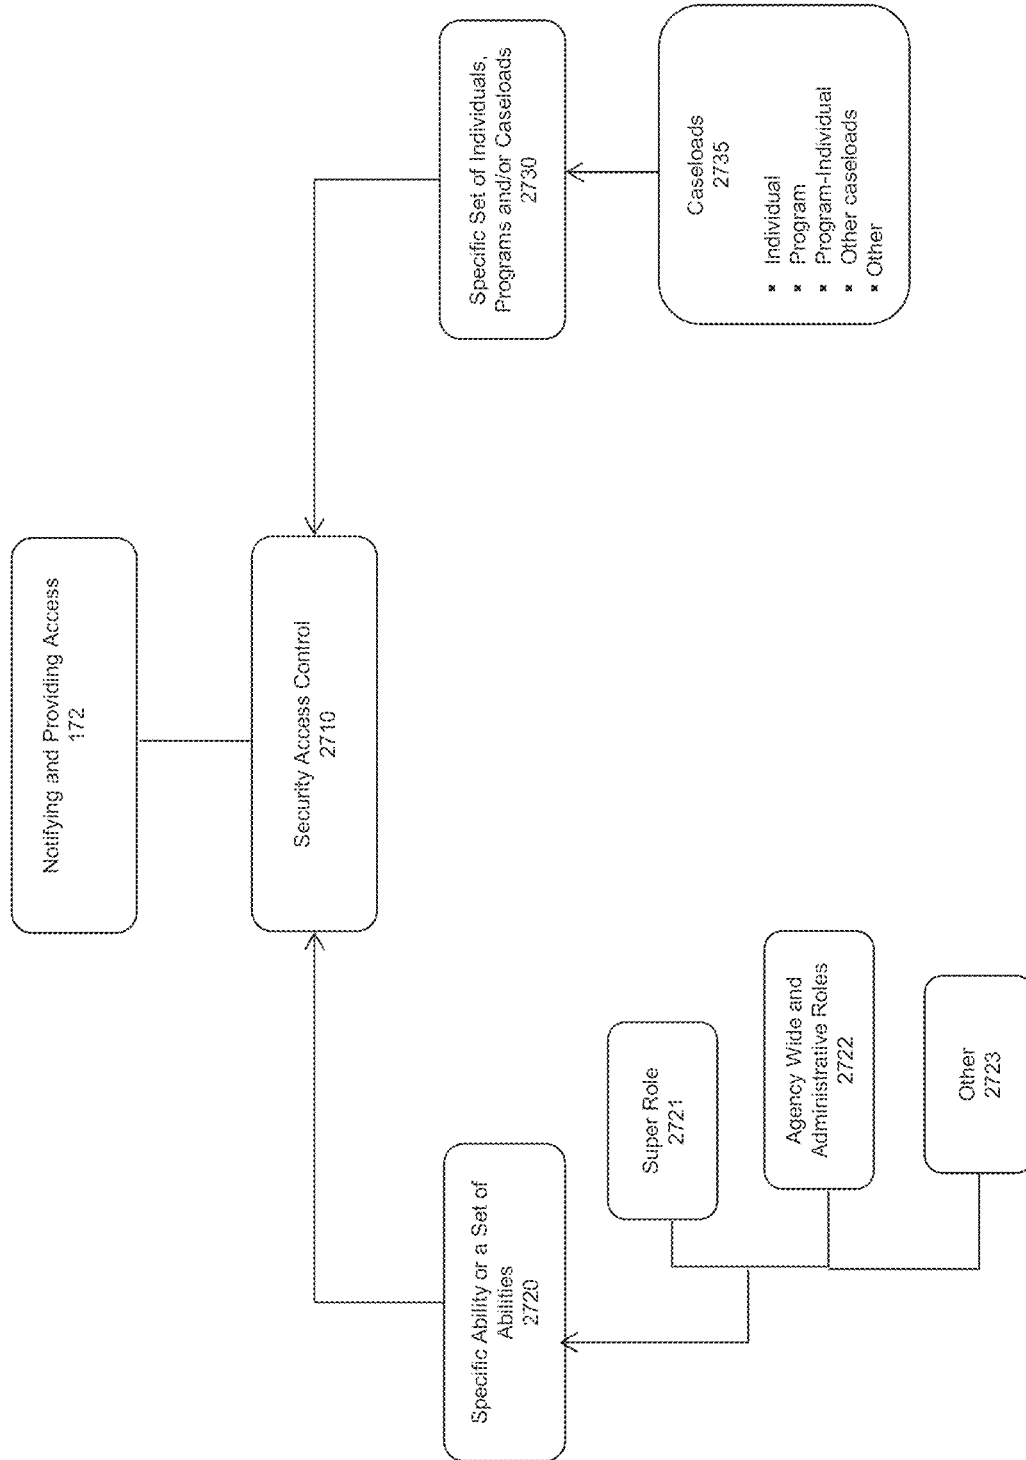 Notifying and Providing Access
172
Security Access Control
2710
Specific Ability or a Set of
Abilities
2720
Super Role
2721
Agency Wide and
Administrative Roles
2722
Other
2723
Specific Set of Individuals,
Programs and/or Caseloads
2730
Caseloads
2735
▪ Individual
▪ Program
▪ Program-Individual
▪ Other caseloads
▪ Other